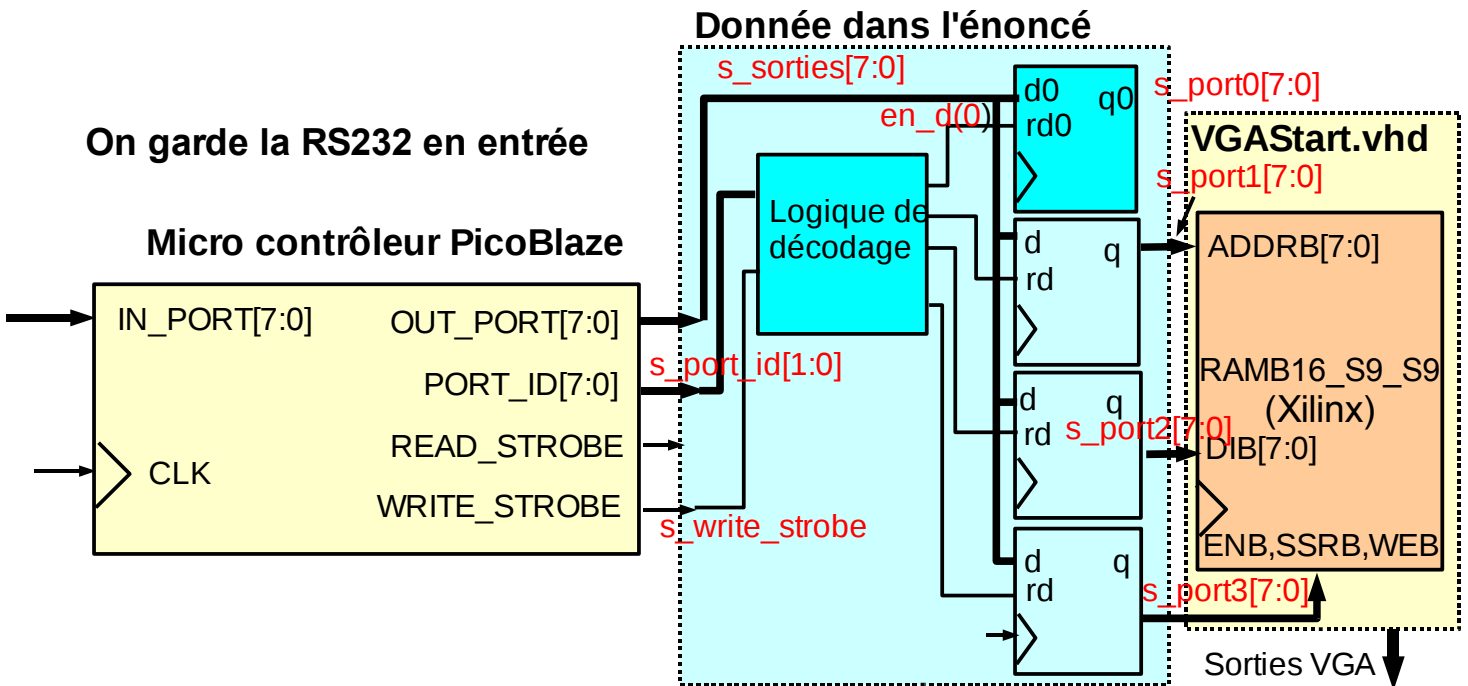 Donnée dans l'énoncé
s_sorties[7:0]
d0
q0
s_port0[7:0]
en_d(0)
rd0
On garde la RS232 en entrée
VGAStart.vhd
s_port1[7:0]
Logique de
décodage
Micro contrôleur PicoBlaze
d
q
rd
ADDRB[7:0]
IN_PORT[7:0]
OUT_PORT[7:0]
s_port_id[1:0]
PORT_ID[7:0]
RAMB16_S9_S9
(Xilinx)
d
q
rd
s_port2[7:0]
DIB[7:0]
READ_STROBE
CLK
WRITE_STROBE
s_write_strobe
ENB,SSRB,WEB
d
q
rd
s_port3[7:0]
Sorties VGA